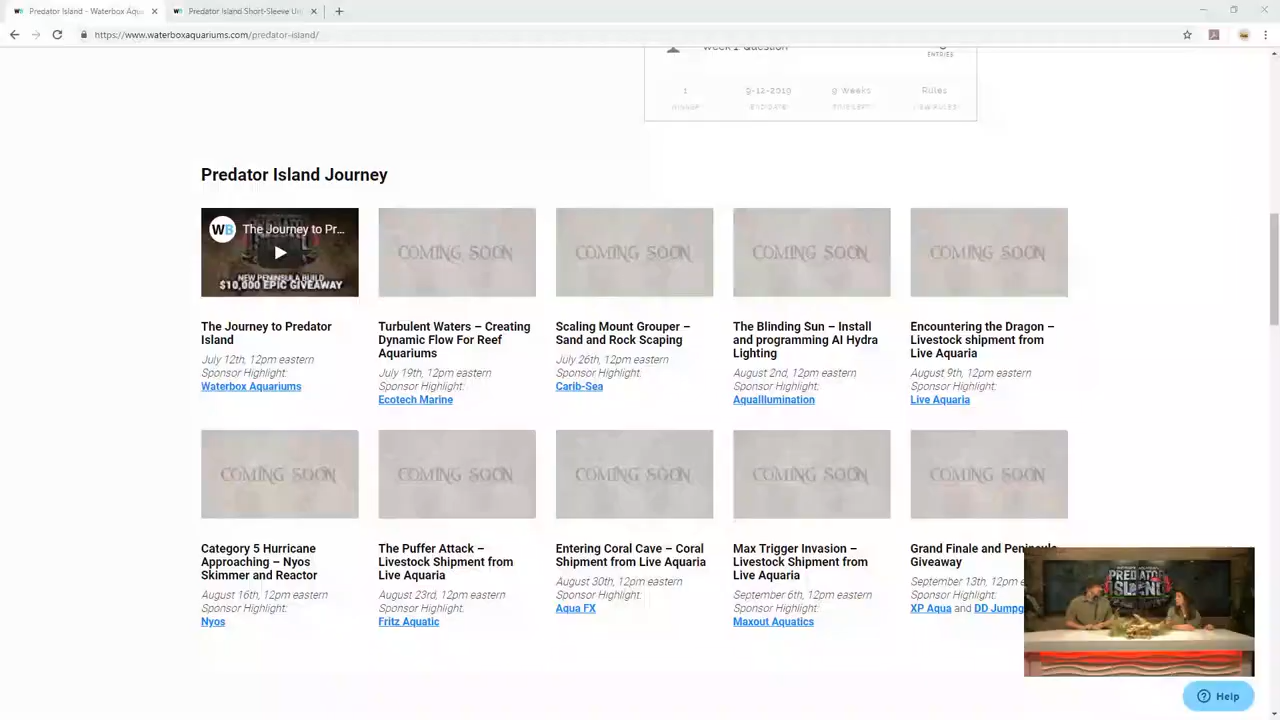 Predator Island - Waterbox Aqua
Predator Island Short-Sleeve Un
https://www.waterboxaquariums.com/predator-island/
Week 1 Question
ENTRIES
1
9-12-2019
9 Weeks
Rules
Predator Island Journey
WB The Journey to Pr...
NEW PENINSULA BUILD
$10,000 EPIC GIVEAWAY
COMING SOON
COMING SOON
COMING SOON
COMING SOON
The Journey to Predator
Island
July 12th, 12pm eastern
Sponsor Highlight:
Waterbox Aquariums
Turbulent Waters – Creating
Dynamic Flow For Reef
Aquariums
July 19th, 12pm eastern
Sponsor Highlight:
Ecotech Marine
Scaling Mount Grouper –
Sand and Rock Scaping
July 26th, 12pm eastern
Sponsor Highlight:
Carib-Sea
The Blinding Sun – Install
and programming AI Hydra
Lighting
August 2nd, 12pm eastern
Sponsor Highlight:
AquaIllumination
Encountering the Dragon –
Livestock shipment from
Live Aquaria
August 9th, 12pm eastern
Sponsor Highlight:
Live Aquaria
COMING SOON
COMING SOON
COMING SOON
COMING SOON
COMING SOON
Category 5 Hurricane
Approaching – Nyos
Skimmer and Reactor
August 16th, 12pm eastern
Sponsor Highlight:
Nyos
The Puffer Attack –
Livestock Shipment from
Live Aquaria
August 23rd, 12pm eastern
Sponsor Highlight:
Fritz Aquatic
Entering Coral Cave – Coral
Shipment from Live Aquaria
August 30th, 12pm eastern
Sponsor Highlight:
Aqua FX
Max Trigger Invasion –
Livestock Shipment from
Live Aquaria
September 6th, 12pm eastern
Sponsor Highlight:
Maxout Aquatics
Grand Finale and Peninsula
Giveaway
September 13th, 12pm e
Sponsor Highlight:
XP Aqua and DD Jumpg
PREDATOR
ISLAND
Help